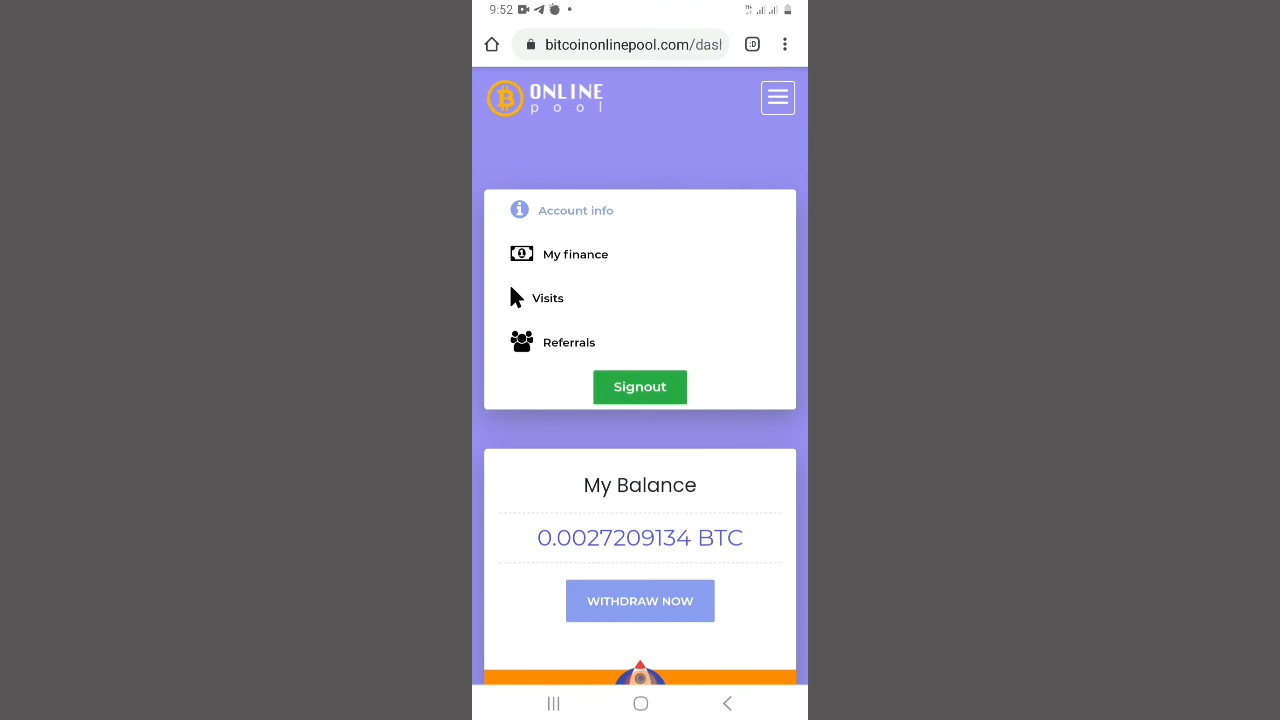 9:52
bitcoinonlinepool.com/dasl
:D
ONLINE
pool
Account info
My finance
Visits
Referrals
Signout
My Balance
0.0027209134 BTC
WITHDRAW NOW